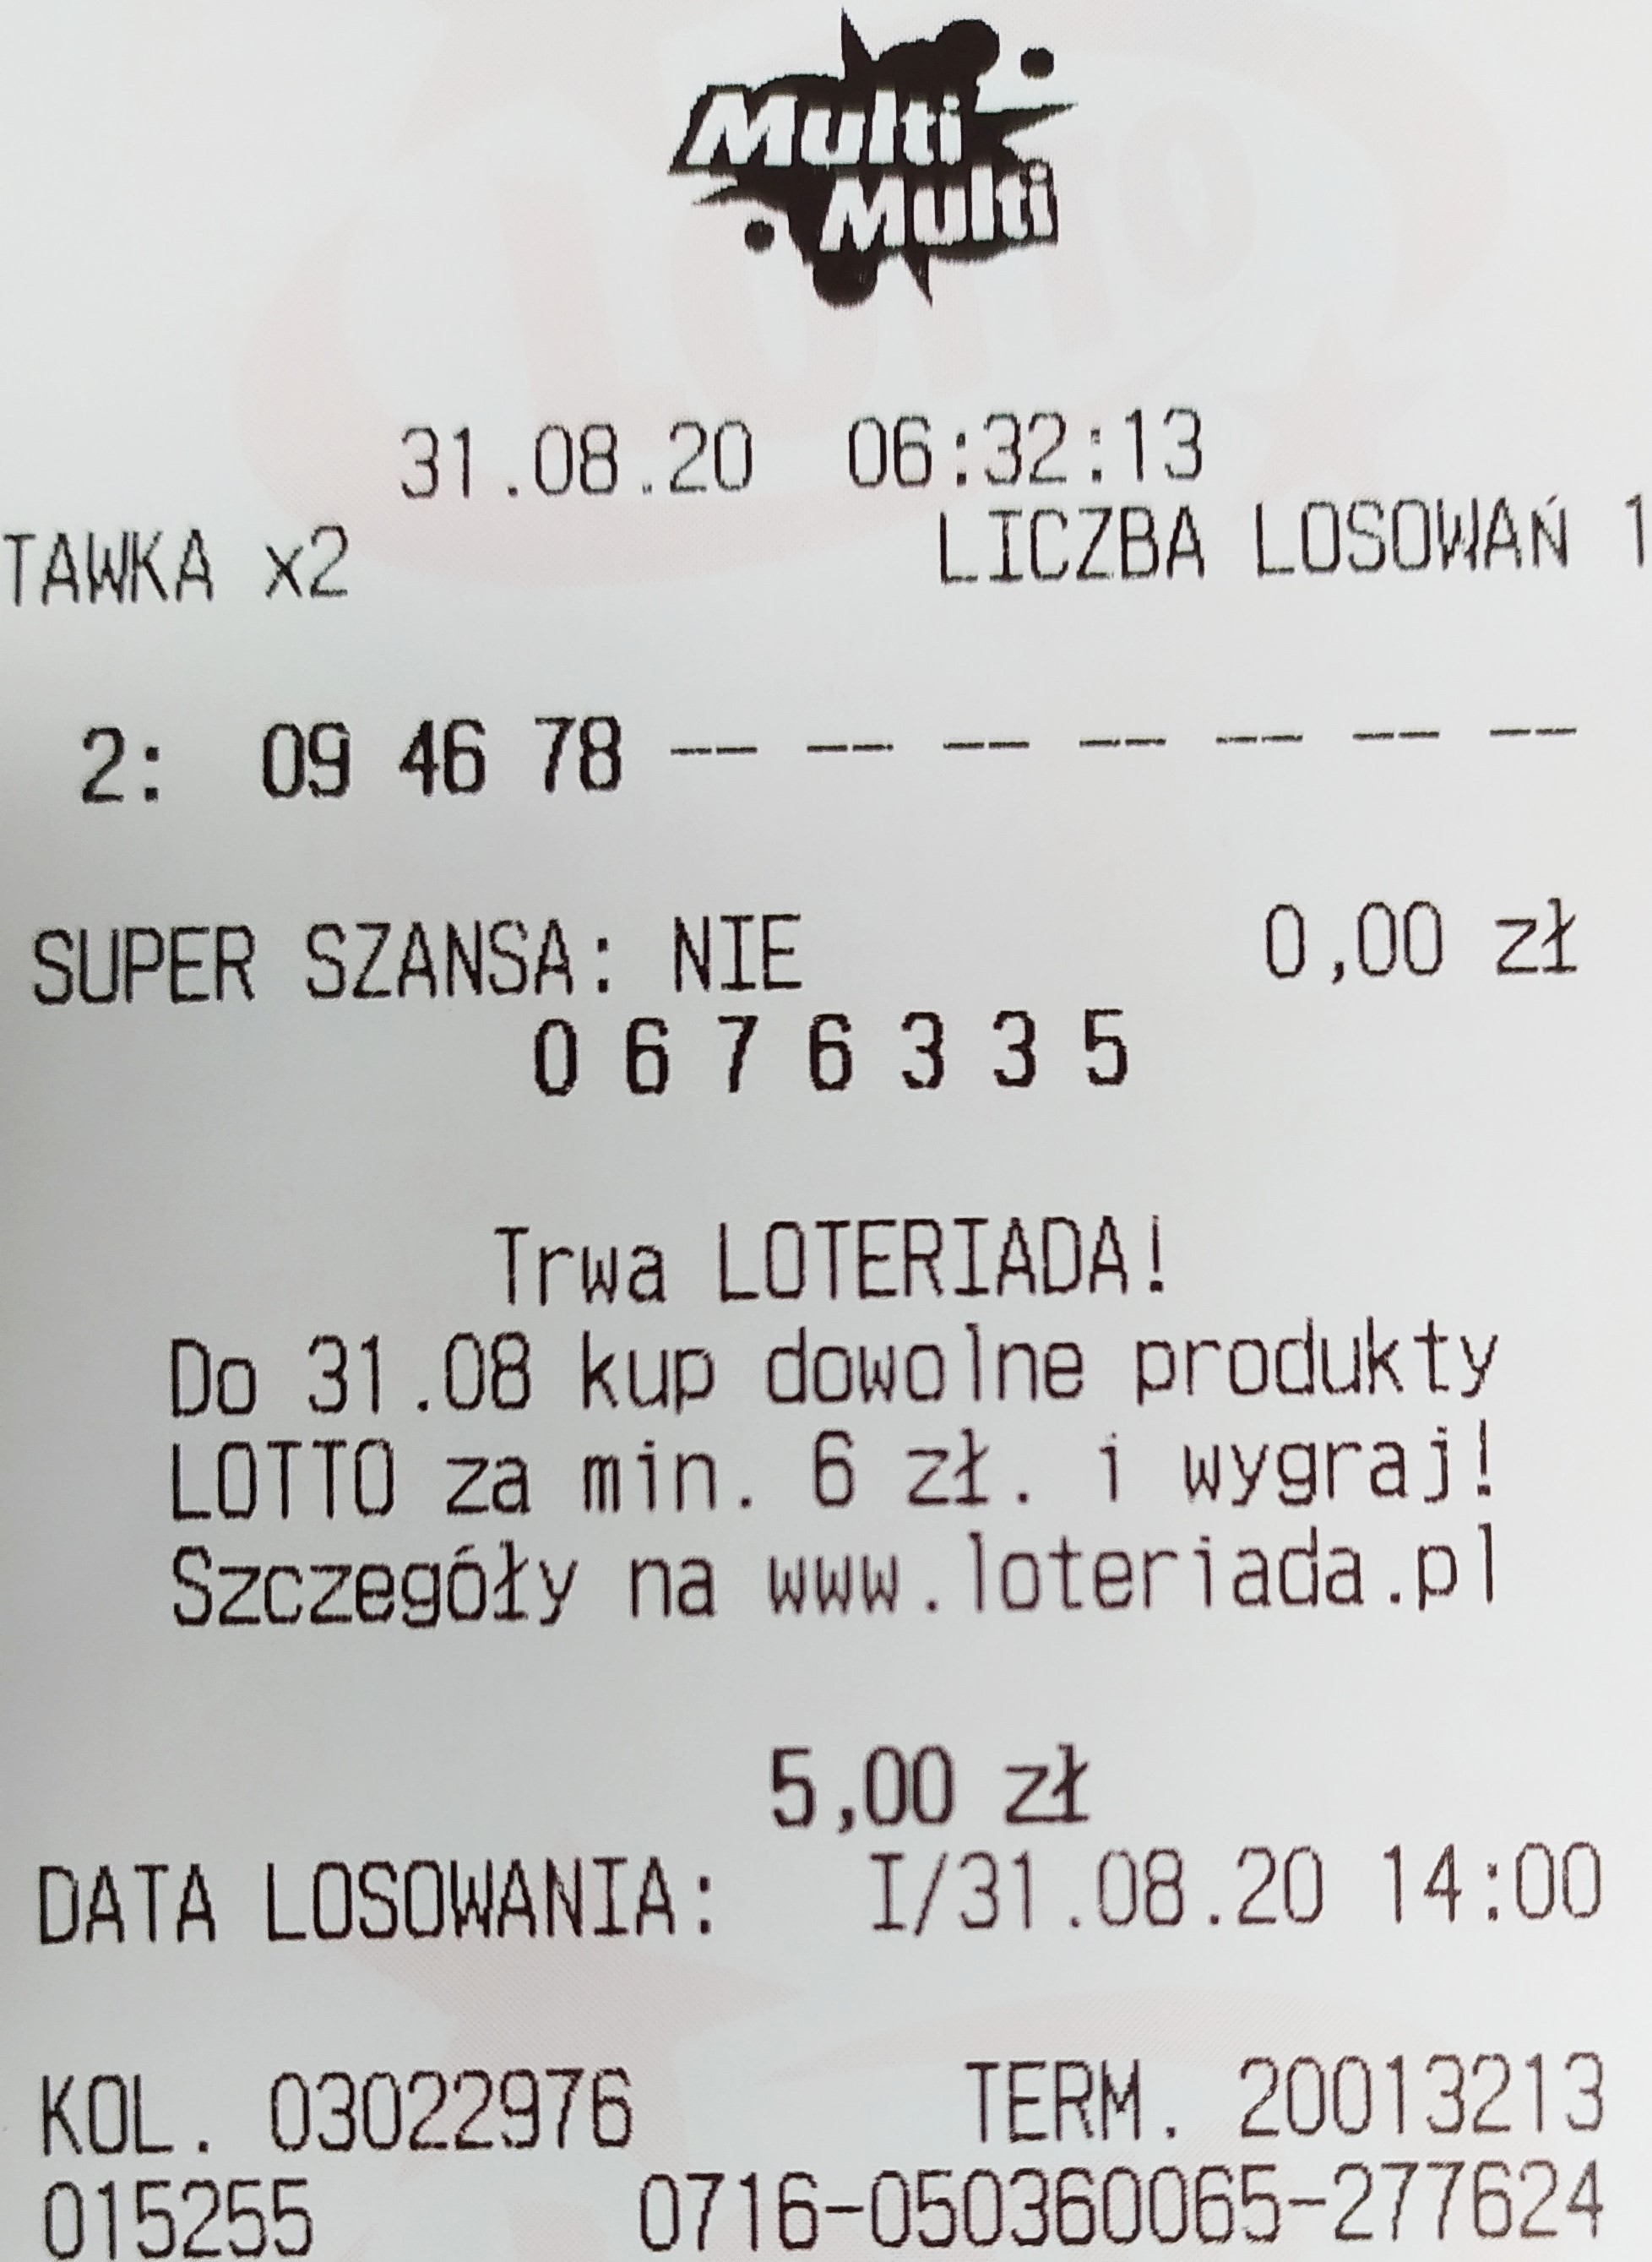 Multi
Multi
31.08.20 06:32:13
TAWKA x2 LICZBA LOSOWAŃ 1
2: 09 46 78 -- -- -- -- -- -- --
SUPER SZANSA: NIE 0,00 zł
0 6 7 6 3 3 5
Trwa LOTERIADA!
Do 31.08 kup dowolne produkty
LOTTO za min. 6 zł. i wygraj!
Szczegóły na www.loteriada.pl
5,00 zł
DATA LOSOWANIA: I/31.08.20 14:00
KOL. 03022976 TERM. 20013213
015255 0716-050360065-277624